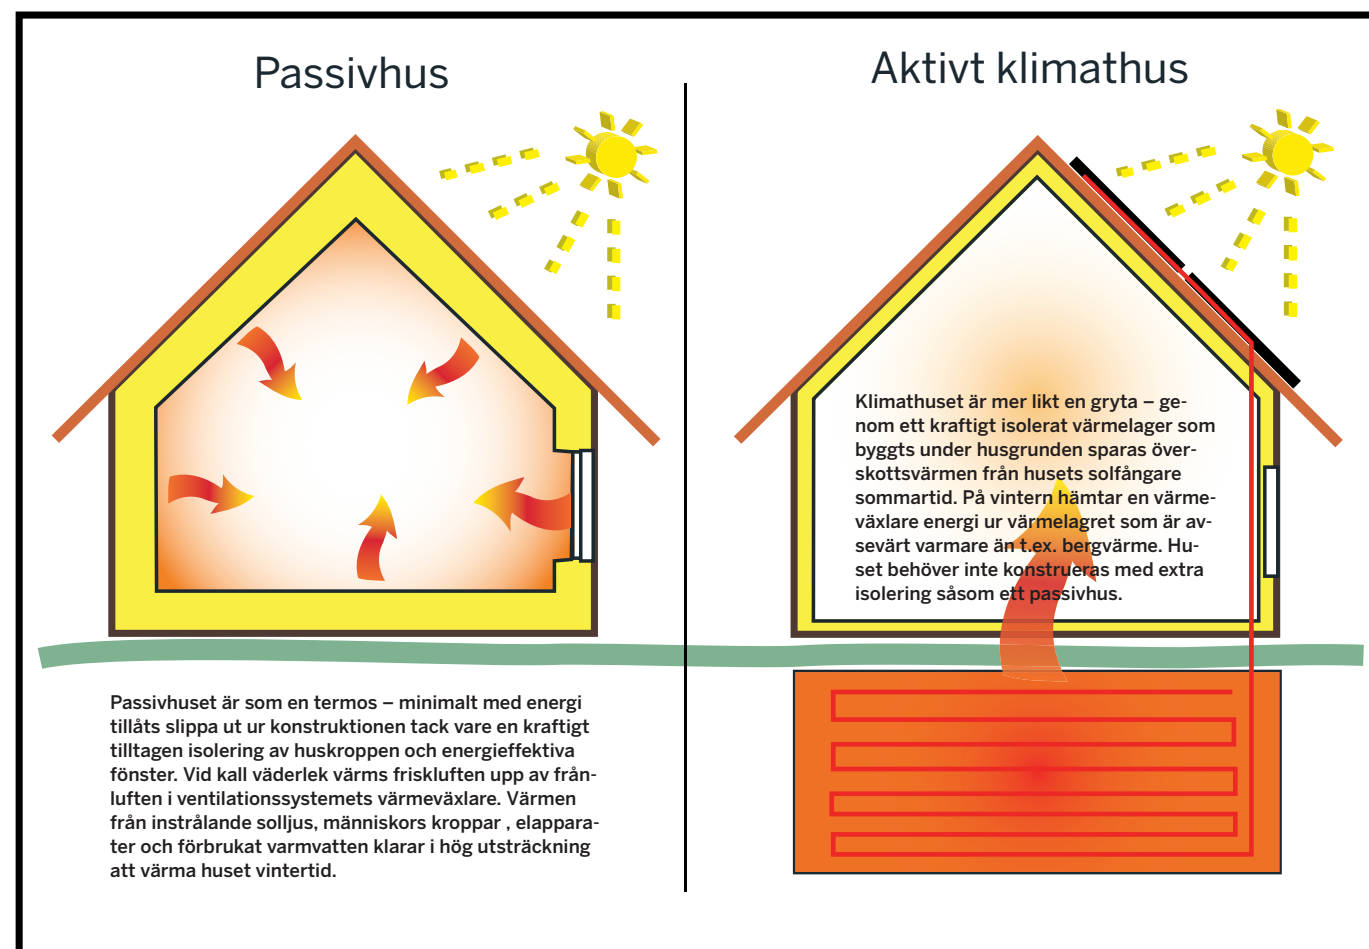 Passivhus
Passivhuset är som en termos – minimalt med energi
tillåts slippa ut ur konstruktionen tack vare en kraftigt
tilltagen isolering av huskroppen och energieffektiva
fönster. Vid kall väderlek värms friskluften upp av från-
luften i ventilationssystemets värmeväxlare. Värmen
från instrålande solljus, människors kroppar , elappara-
ter och förbrukat varmvatten klarar i hög utsträckning
att värma huset vintertid.
Aktivt klimathus
Klimathuset är mer likt en gryta – ge-
nom ett kraftigt isolerat värmelager som
byggts under husgrunden sparas över-
skottsvärmen från husets solfångare
sommartid. På vintern hämtar en värme-
växlare energi ur värmelagret som är av-
sevärt varmare än t.ex. bergvärme. Hu-
set behöver inte konstrueras med extra
isolering såsom ett passivhus.